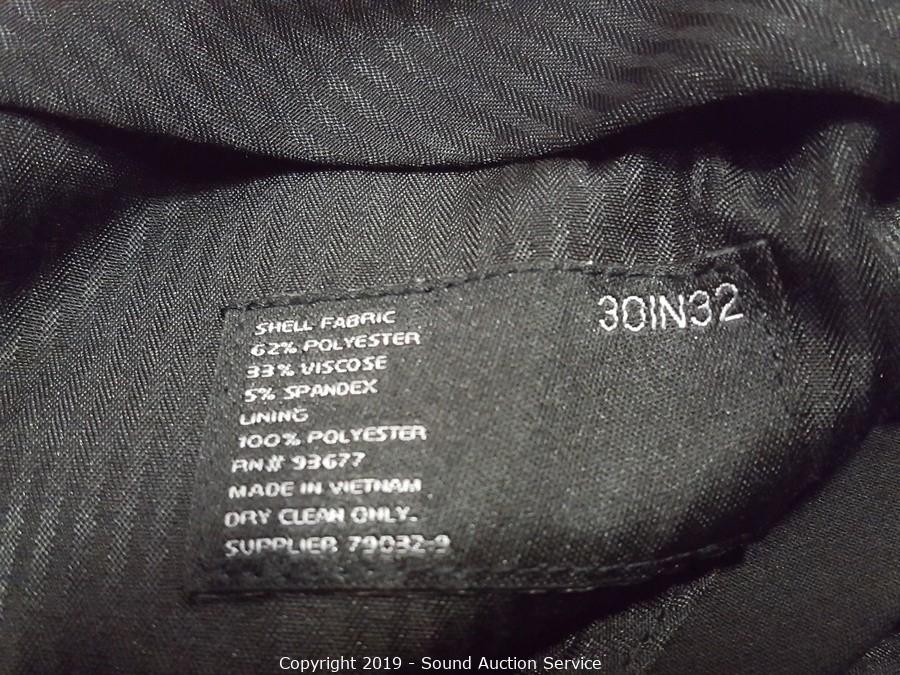 30IN32
SHELL FABRIC
62% POLYESTER
33% VISCOSE
5% SPANDEX
LINING
100% POLYESTER
RN# 93677
MADE IN VIETNAM
DRY CLEAN ONLY.
SUPPLIER 79032-9
Copyright 2019 - Sound Auction Service